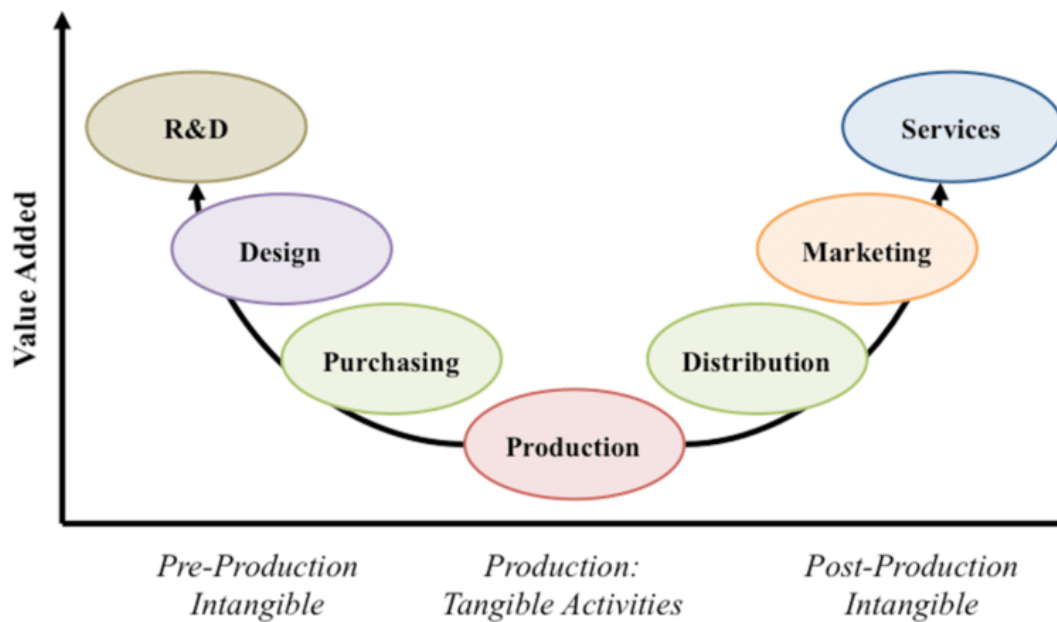 R&D
Services
Design
Marketing
Purchasing
Distribution
Production
Value Added
Pre-Production
Intangible
Production:
Tangible Activities
Post-Production
Intangible